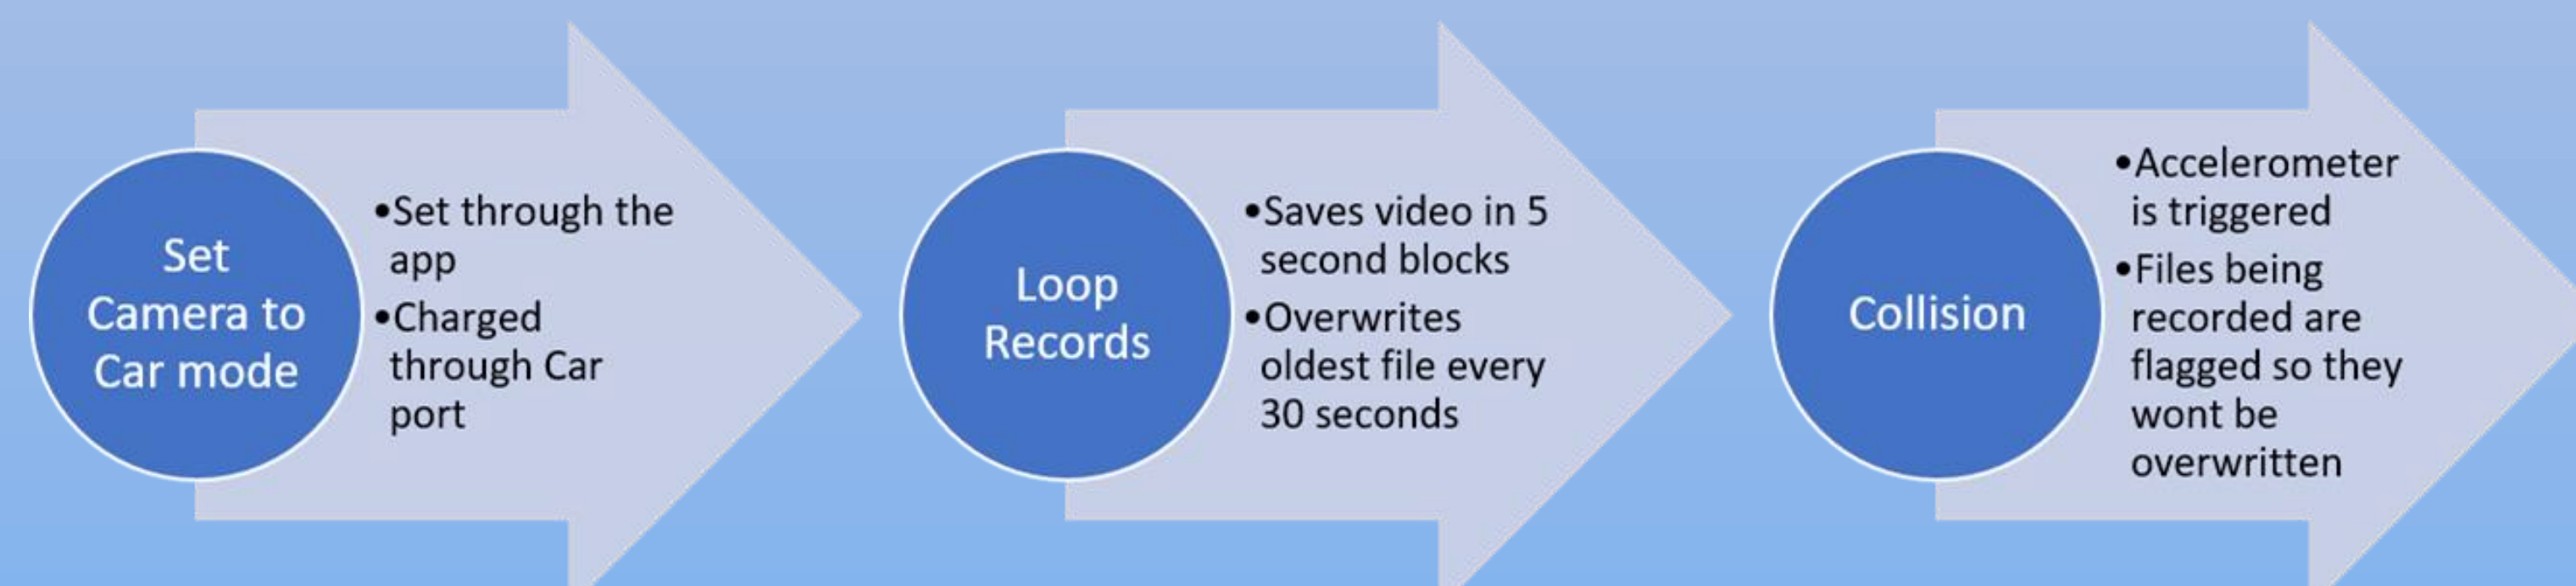 Set
Camera to
Car mode
•Set through the
app
•Charged
through Car
port
Loop
Records
•Saves video in 5
second blocks
•Overwrites
oldest file every
30 seconds
Collision
•Accelerometer
is triggered
•Files being
recorded are
flagged so they
wont be
overwritten